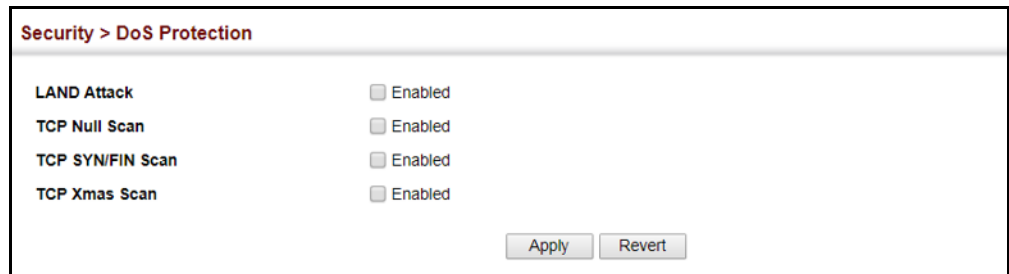 Security > DoS Protection
LAND Attack Enabled
TCP Null Scan Enabled
TCP SYN/FIN Scan Enabled
TCP Xmas Scan Enabled
Apply Revert